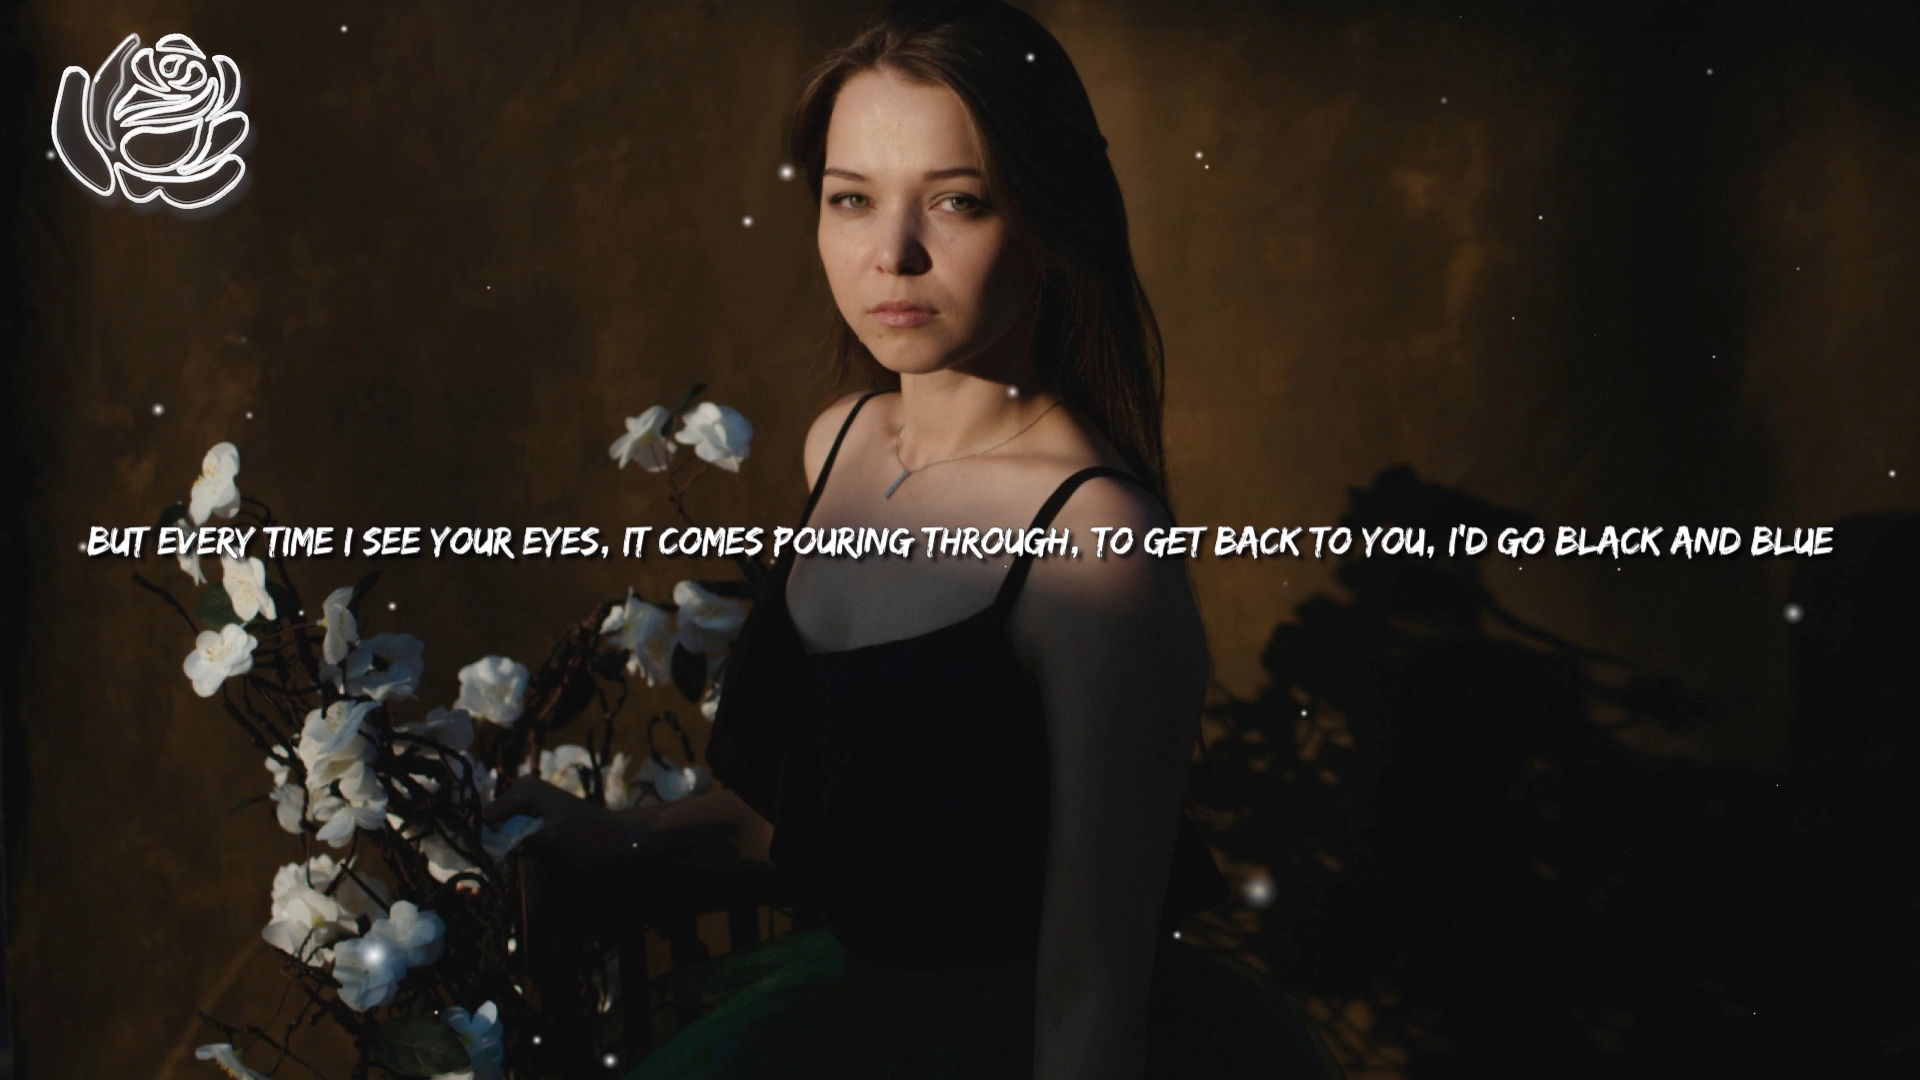 BUT EVERY TIME I SEE YOUR EYES, IT COMES POURING THROUGH, TO GET BACK TO YOU, I'D GO BLACK AND BLUE